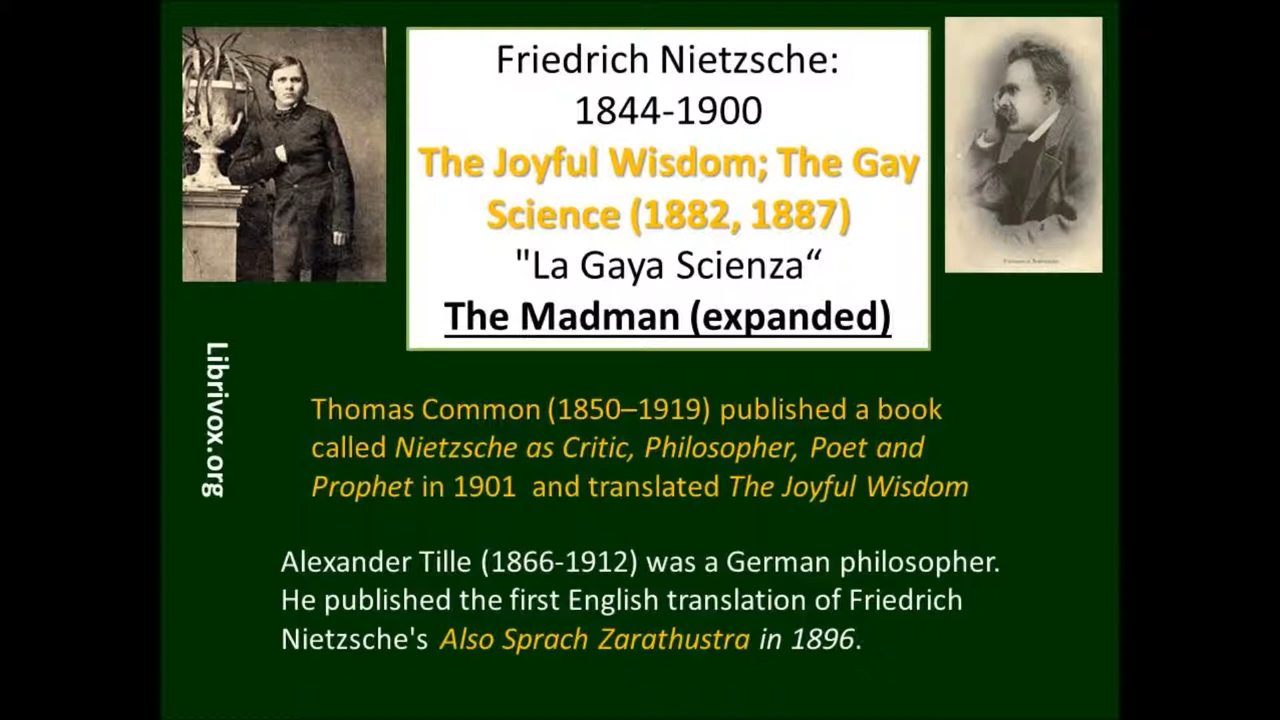 Friedrich Nietzsche:
1844-1900
The Joyful Wisdom; The Gay
Science (1882, 1887)
"La Gaya Scienza“
The Madman (expanded)
Librivox.org
Thomas Common (1850–1919) published a book
called Nietzsche as Critic, Philosopher, Poet and
Prophet in 1901 and translated The Joyful Wisdom
Alexander Tille (1866-1912) was a German philosopher.
He published the first English translation of Friedrich
Nietzsche's Also Sprach Zarathustra in 1896.